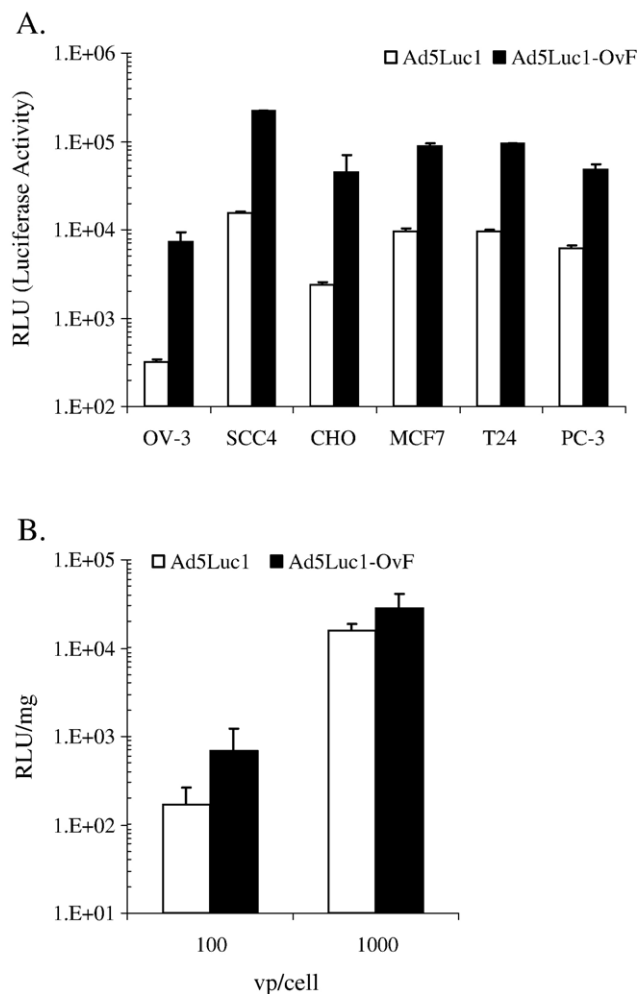 A.
Ad5Luc1 Ad5Luc1-OvF
RLU (Luciferase Activity)
1.E+06
1.E+05
1.E+04
1.E+03
1.E+02
OV-3 SCC4 CHO MCF7 T24 PC-3
B.
Ad5Luc1 Ad5Luc1-OvF
RLU/mg
1.E+05
1.E+04
1.E+03
1.E+02
1.E+01
100 1000
vp/cell